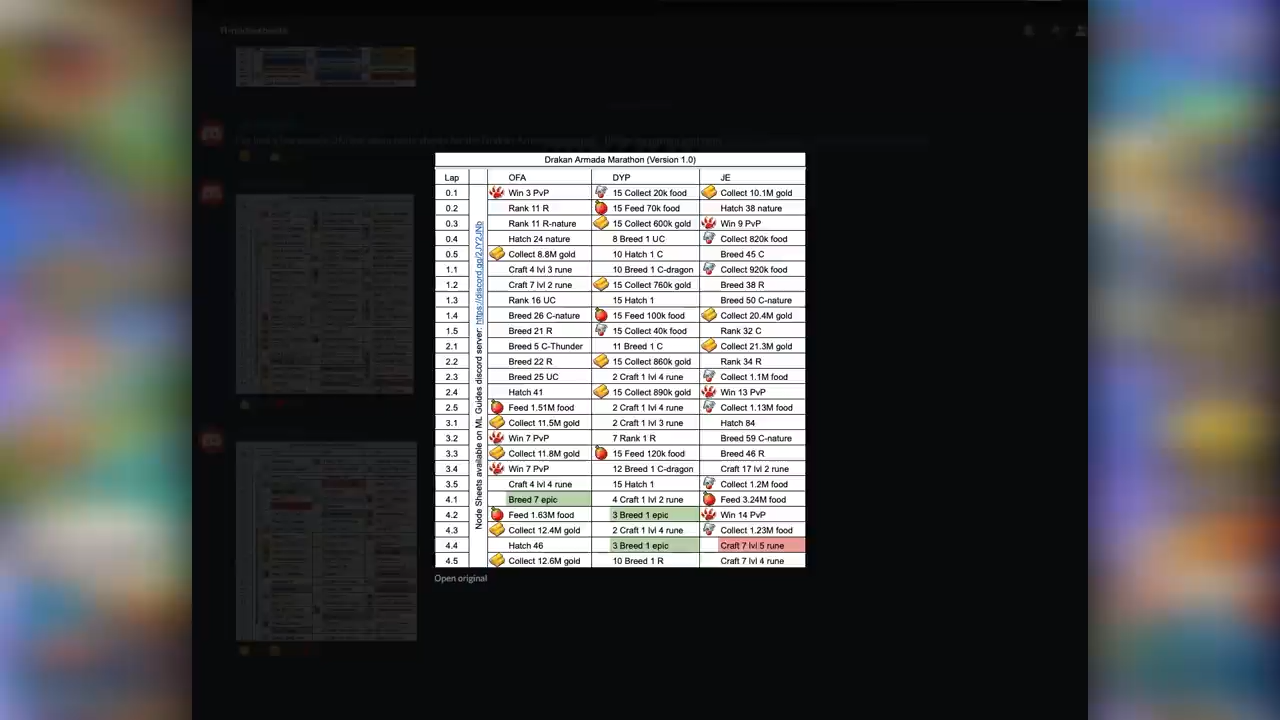 Drakan Armada Marathon (Version 1.0)
Lap OFA DYP JE
0.1 Win 3 PvP 15 Collect 20k food Collect 10.1M gold
0.2 Rank 11 R 15 Feed 70k food Hatch 38 nature
0.3 Rank 11 R-nature 15 Collect 600k gold Win 9 PvP
0.4 Hatch 24 nature 8 Breed 1 UC Collect 820k food
0.5 Collect 8.8M gold 10 Hatch 1 C Breed 45 C
1.1 Craft 4 lvl 3 rune 10 Breed 1 C-dragon Collect 920k food
1.2 Craft 7 lvl 2 rune 15 Collect 760k gold Breed 38 R
1.3 Rank 16 UC 15 Hatch 1 Breed 50 C-nature
1.4 Breed 26 C-nature 15 Feed 100k food Collect 20.4M gold
1.5 Breed 21 R 15 Collect 40k food Rank 32 C
2.1 Breed 5 C-Thunder 11 Breed 1 C Collect 21.3M gold
2.2 Breed 22 R 15 Collect 860k gold Rank 34 R
2.3 Breed 25 UC 2 Craft 1 lvl 4 rune Collect 1.1M food
2.4 Hatch 41 15 Collect 890k gold Win 13 PvP
2.5 Feed 1.51M food 2 Craft 1 lvl 4 rune Collect 1.13M food
3.1 Collect 11.5M gold 2 Craft 1 lvl 3 rune Hatch 84
3.2 Win 7 PvP 7 Rank 1 R Breed 59 C-nature
3.3 Collect 11.8M gold 15 Feed 120k food Breed 46 R
3.4 Win 7 PvP 12 Breed 1 C-dragon Craft 17 lvl 2 rune
3.5 Craft 4 lvl 4 rune 15 Hatch 1 Collect 1.2M food
4.1 Breed 7 epic 4 Craft 1 lvl 2 rune Feed 3.24M food
4.2 Feed 1.63M food 3 Breed 1 epic Win 14 PvP
4.3 Collect 12.4M gold 2 Craft 1 lvl 4 rune Collect 1.23M food
4.4 Hatch 46 3 Breed 1 epic Craft 7 lvl 5 rune
4.5 Collect 12.6M gold 10 Breed 1 R Craft 7 lvl 4 rune
Node Sheets available on ML Guides discord server:
Open original